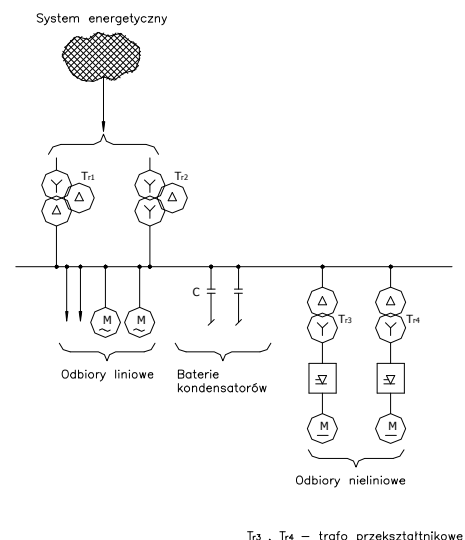 System energetyczny
Tr1
Tr2
M
M
C
Tr3
Tr4
Odbiory liniowe
Baterie
kondensatorów
M
M
Odbiory nieliniowe
Tr3 , Tr4 – trafo przekształtnikowe